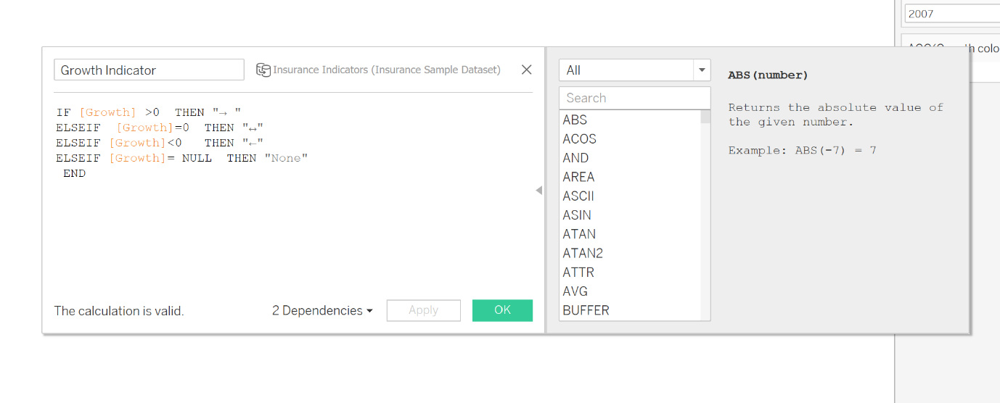 2007
Growth Indicator
Insurance Indicators (Insurance Sample Dataset)
IF [Growth] >0  THEN "→ "
ELSEIF  [Growth]=0  THEN "↔"
ELSEIF [Growth]<0   THEN "←"
ELSEIF [Growth]= NULL  THEN "None"
END
The calculation is valid.
2 Dependencies
Apply
OK
All
Search
ABS
ACOS
AND
AREA
ASCII
ASIN
ATAN
ATAN2
ATTR
AVG
BUFFER
ABS(number)
Returns the absolute value of
the given number.
Example: ABS(-7) = 7